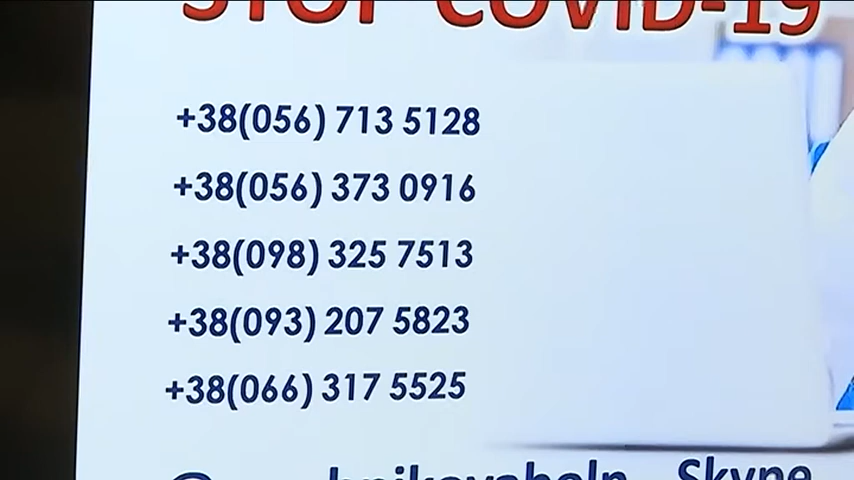 STOP COVID-19
+38(056) 713 5128
+38(056) 373 0916
+38(098) 325 7513
+38(093) 207 5823
+38(066) 317 5525
Skype